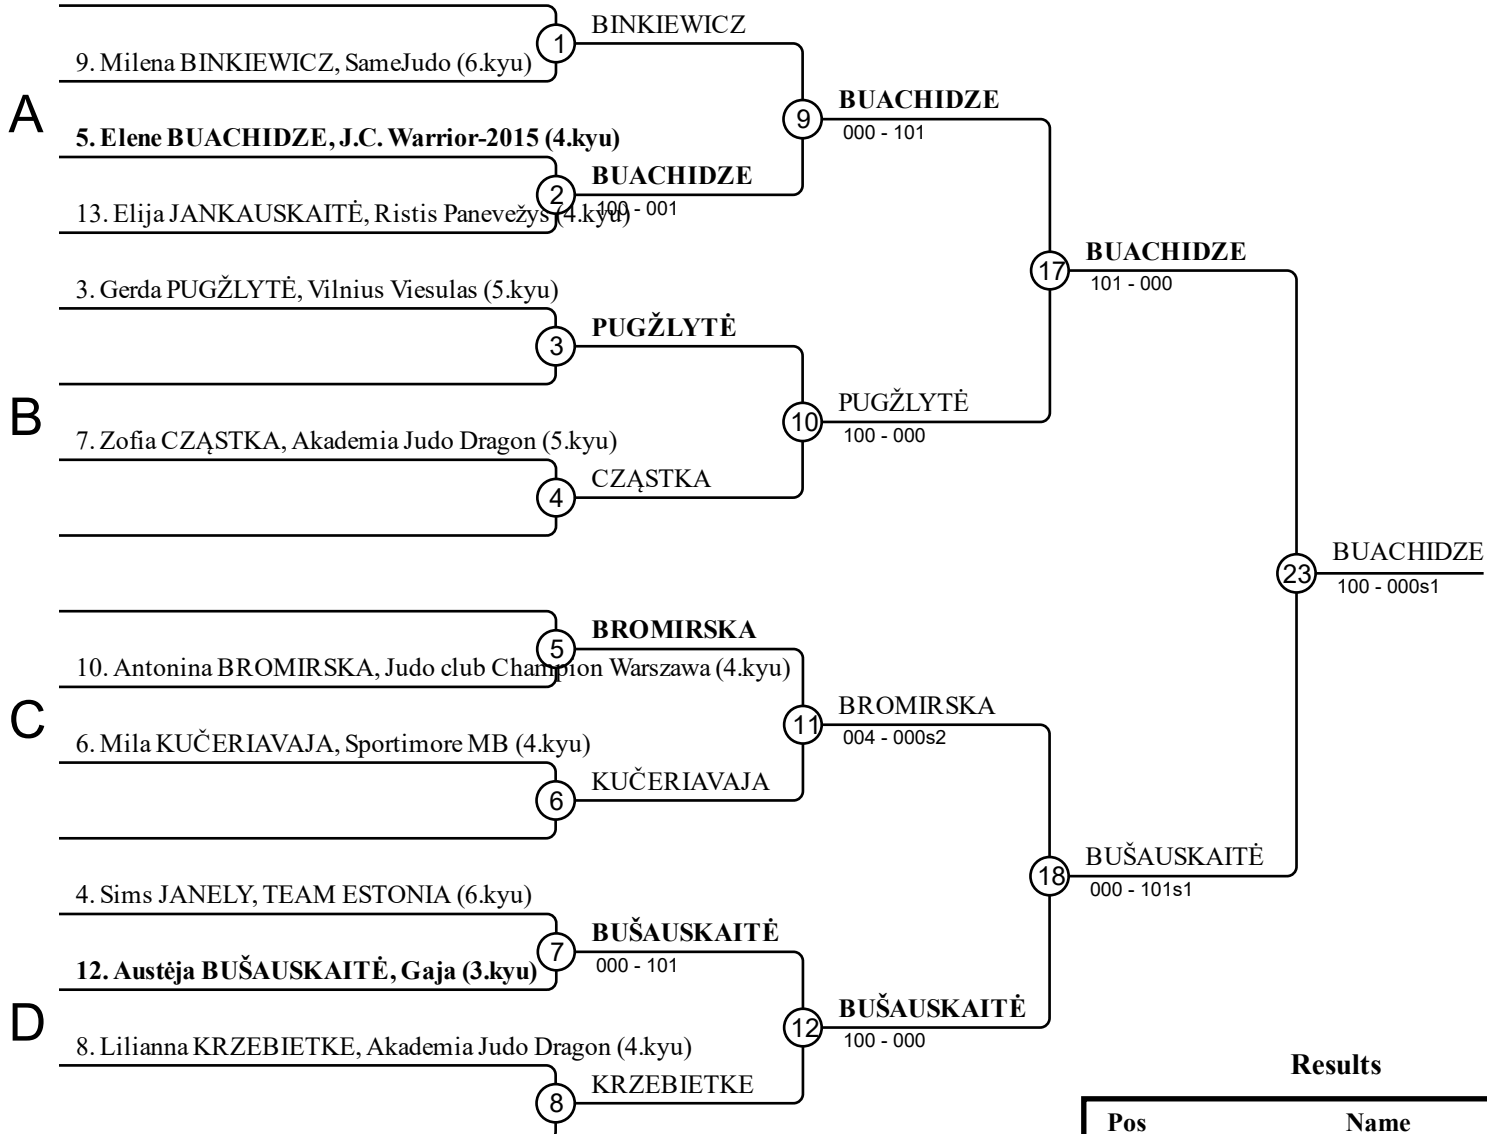 BINKIEWICZ
1
9. Milena BINKIEWICZ, SameJudo (6.kyu)
A
BUACHIDZE
9
000 - 101
5. Elene BUACHIDZE, J.C. Warrior-2015 (4.kyu)
BUACHIDZE
2
100 - 001
13. Elija JANKAUSKAITĖ, Ristis Panevežys (4.kyu)
BUACHIDZE
17
101 - 000
3. Gerda PUGŽLYTĖ, Vilnius Viesulas (5.kyu)
PUGŽLYTĖ
3
B
PUGŽLYTĖ
10
100 - 000
7. Zofia CZĄSTKA, Akademia Judo Dragon (5.kyu)
CZĄSTKA
4
BUACHIDZE
23
100 - 000s1
BROMIRSKA
5
10. Antonina BROMIRSKA, Judo club Champion Warszawa (4.kyu)
C
BROMIRSKA
11
004 - 000s2
6. Mila KUČERIAVAJA, Sportimore MB (4.kyu)
KUČERIAVAJA
6
BUŠAUSKAITĖ
18
000 - 101s1
4. Sims JANELY, TEAM ESTONIA (6.kyu)
BUŠAUSKAITĖ
7
000 - 101
12. Austėja BUŠAUSKAITĖ, Gaja (3.kyu)
D
BUŠAUSKAITĖ
12
100 - 000
8. Lilianna KRZEBIETKE, Akademia Judo Dragon (4.kyu)
KRZEBIETKE
8
Results
Pos Name